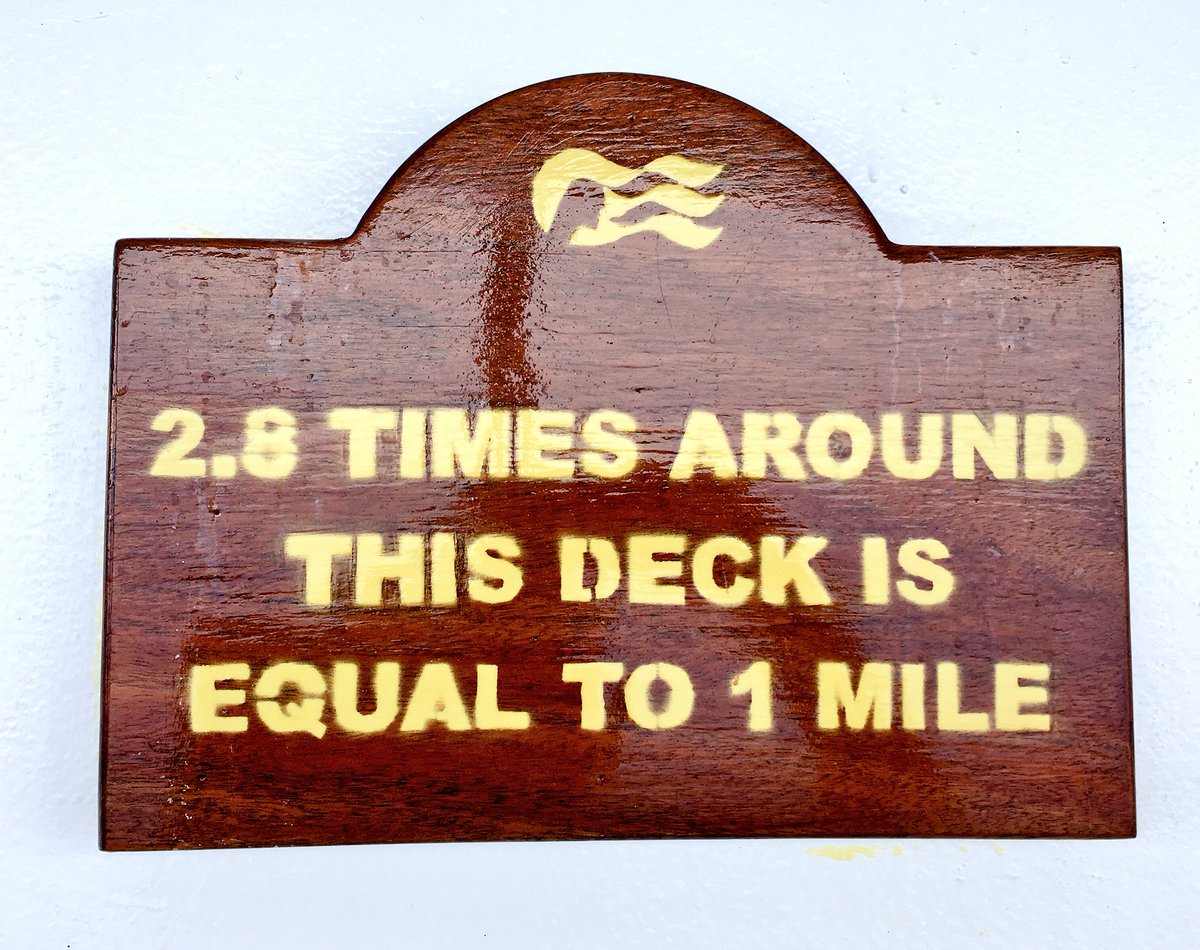 2.8 TIMES AROUND
THIS DECK IS
EQUAL TO 1 MILE